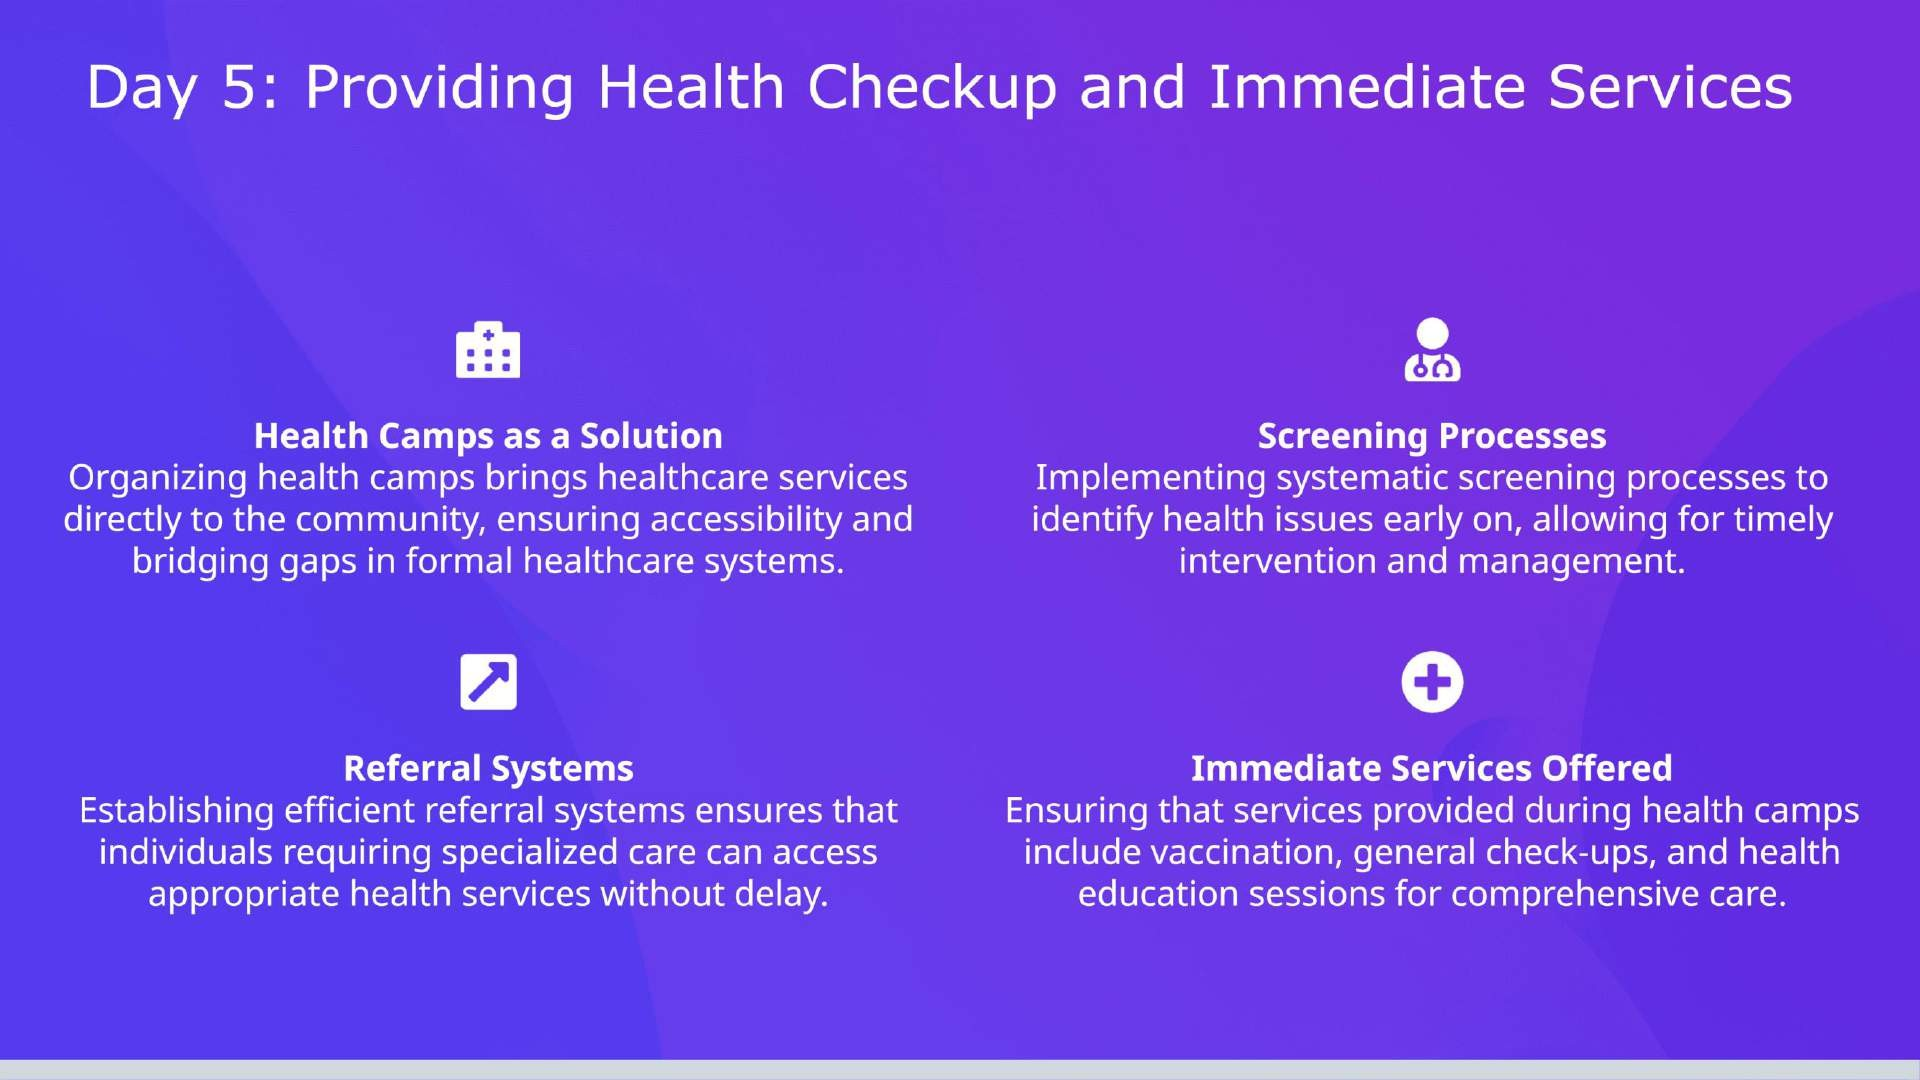 Day 5: Providing Health Checkup and Immediate Services
Health Camps as a Solution
Organizing health camps brings healthcare services
directly to the community, ensuring accessibility and
bridging gaps in formal healthcare systems.
Screening Processes
Implementing systematic screening processes to
identify health issues early on, allowing for timely
intervention and management.
Referral Systems
Establishing efficient referral systems ensures that
individuals requiring specialized care can access
appropriate health services without delay.
Immediate Services Offered
Ensuring that services provided during health camps
include vaccination, general check-ups, and health
education sessions for comprehensive care.